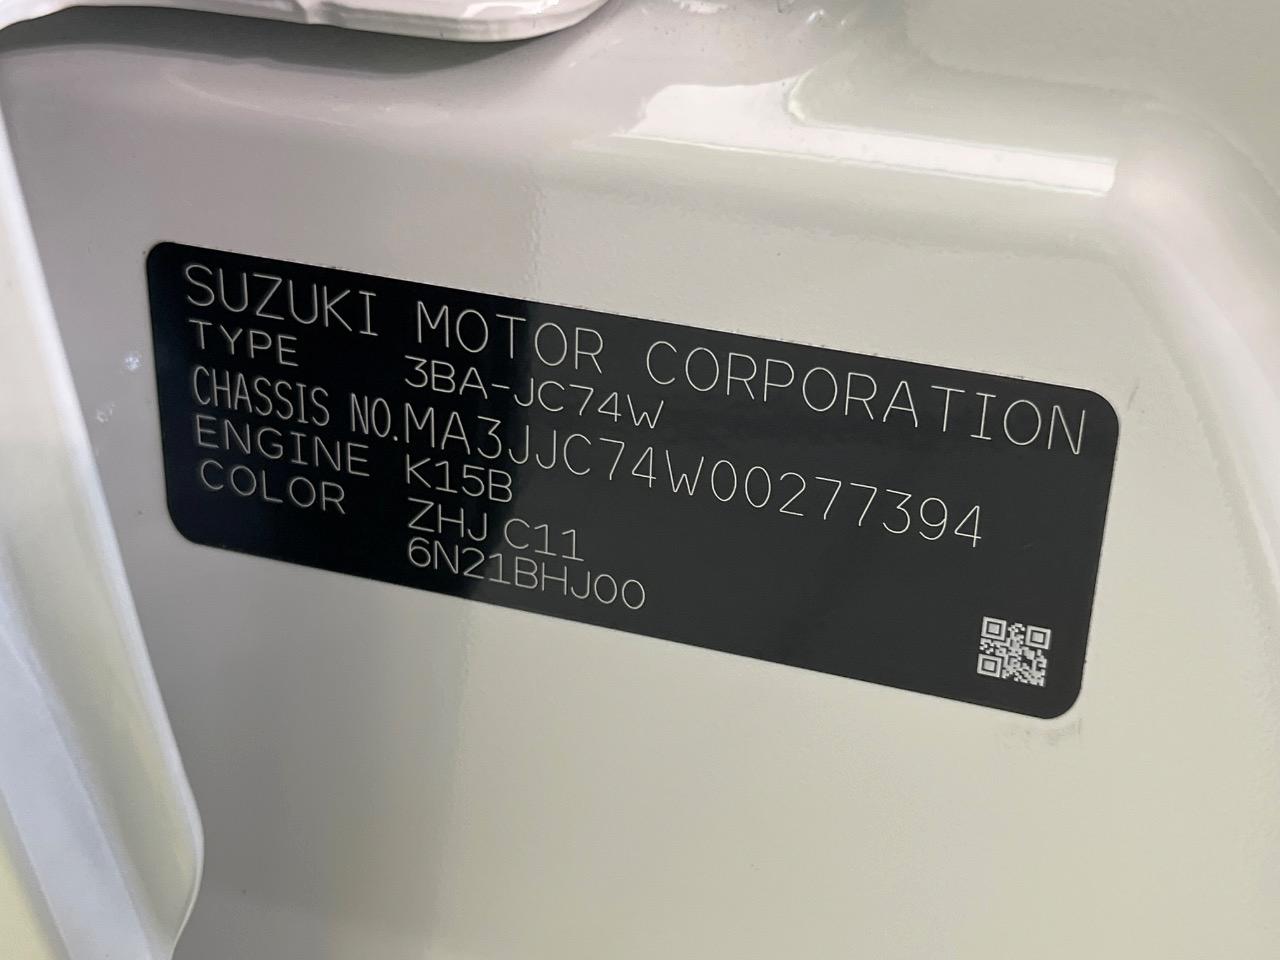 SUZUKI MOTOR CORPORATION
TYPE 3BA-JC74W
CHASSIS NO. MA3JJC74W00277394
ENGINE K15B
COLOR ZHJ C11
6N21BHJ00